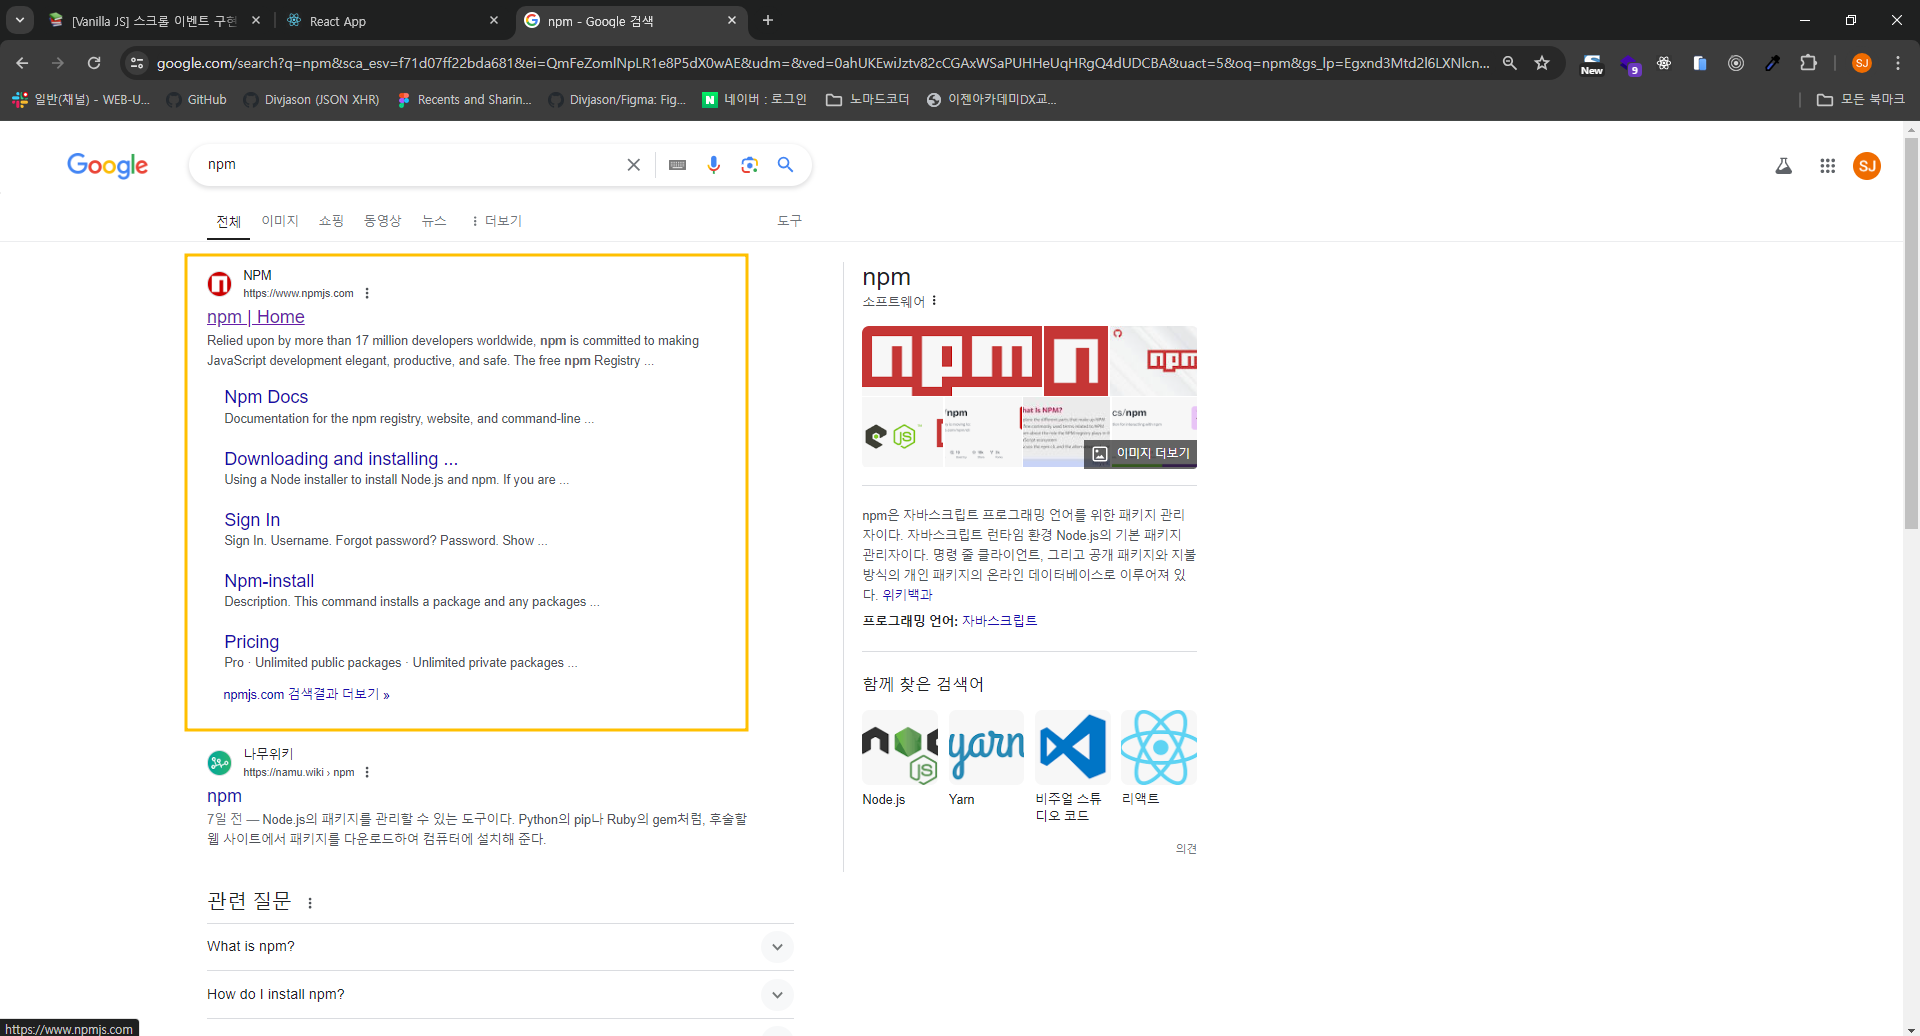 [Vanilla JS] 스크롤 이벤트 구현
React App
npm - Google 검색
google.com/search?q=npm&sca_esv=f71d07ff22bda681&ei=QmFeZomlNpLR1e8P5dX0wAE&udm=&ved=0ahUKEwiJztv82cCGAxWSaPUHHeUqHRgQ4dUDCBA&uact=5&oq=npm&gs_lp=Egxnd3Mtd2l6LXNlcn...
New
9
SJ
일반(채널) - WEB-U...
GitHub
Divjason (JSON XHR)
Recents and Sharin...
Divjason/Figma: Fig...
네이버 : 로그인
노마드코더
이젠아카데미DX교...
모든 북마크
Google
npm
SJ
전체
이미지
쇼핑
동영상
뉴스
더보기
도구
NPM
https://www.npmjs.com
npm | Home
Relied upon by more than 17 million developers worldwide, npm is committed to making
JavaScript development elegant, productive, and safe. The free npm Registry ...
Npm Docs
Documentation for the npm registry, website, and command-line ...
Downloading and installing ...
Using a Node installer to install Node.js and npm. If you are ...
Sign In
Sign In. Username. Forgot password? Password. Show ...
Npm-install
Description. This command installs a package and any packages ...
Pricing
Pro · Unlimited public packages · Unlimited private packages ...
npmjs.com 검색결과 더보기 »
나무위키
https://namu.wiki › npm
npm
7일 전 — Node.js의 패키지를 관리할 수 있는 도구이다. Python의 pip나 Ruby의 gem처럼, 후술할
웹 사이트에서 패키지를 다운로드하여 컴퓨터에 설치해 준다.
관련 질문
What is npm?
How do I install npm?
npm
소프트웨어
npm
n
npm
JS
/npm
hat Is NPM?
cs/npm
이미지 더보기
npm은 자바스크립트 프로그래밍 언어를 위한 패키지 관리
자이다. 자바스크립트 런타임 환경 Node.js의 기본 패키지
관리자이다. 명령 줄 클라이언트, 그리고 공개 패키지와 지불
방식의 개인 패키지의 온라인 데이터베이스로 이루어져 있
다. 위키백과
프로그래밍 언어: 자바스크립트
함께 찾은 검색어
JS
yarn
Node.js
Yarn
비주얼 스튜
디오 코드
리액트
의견
https://www.npmjs.com